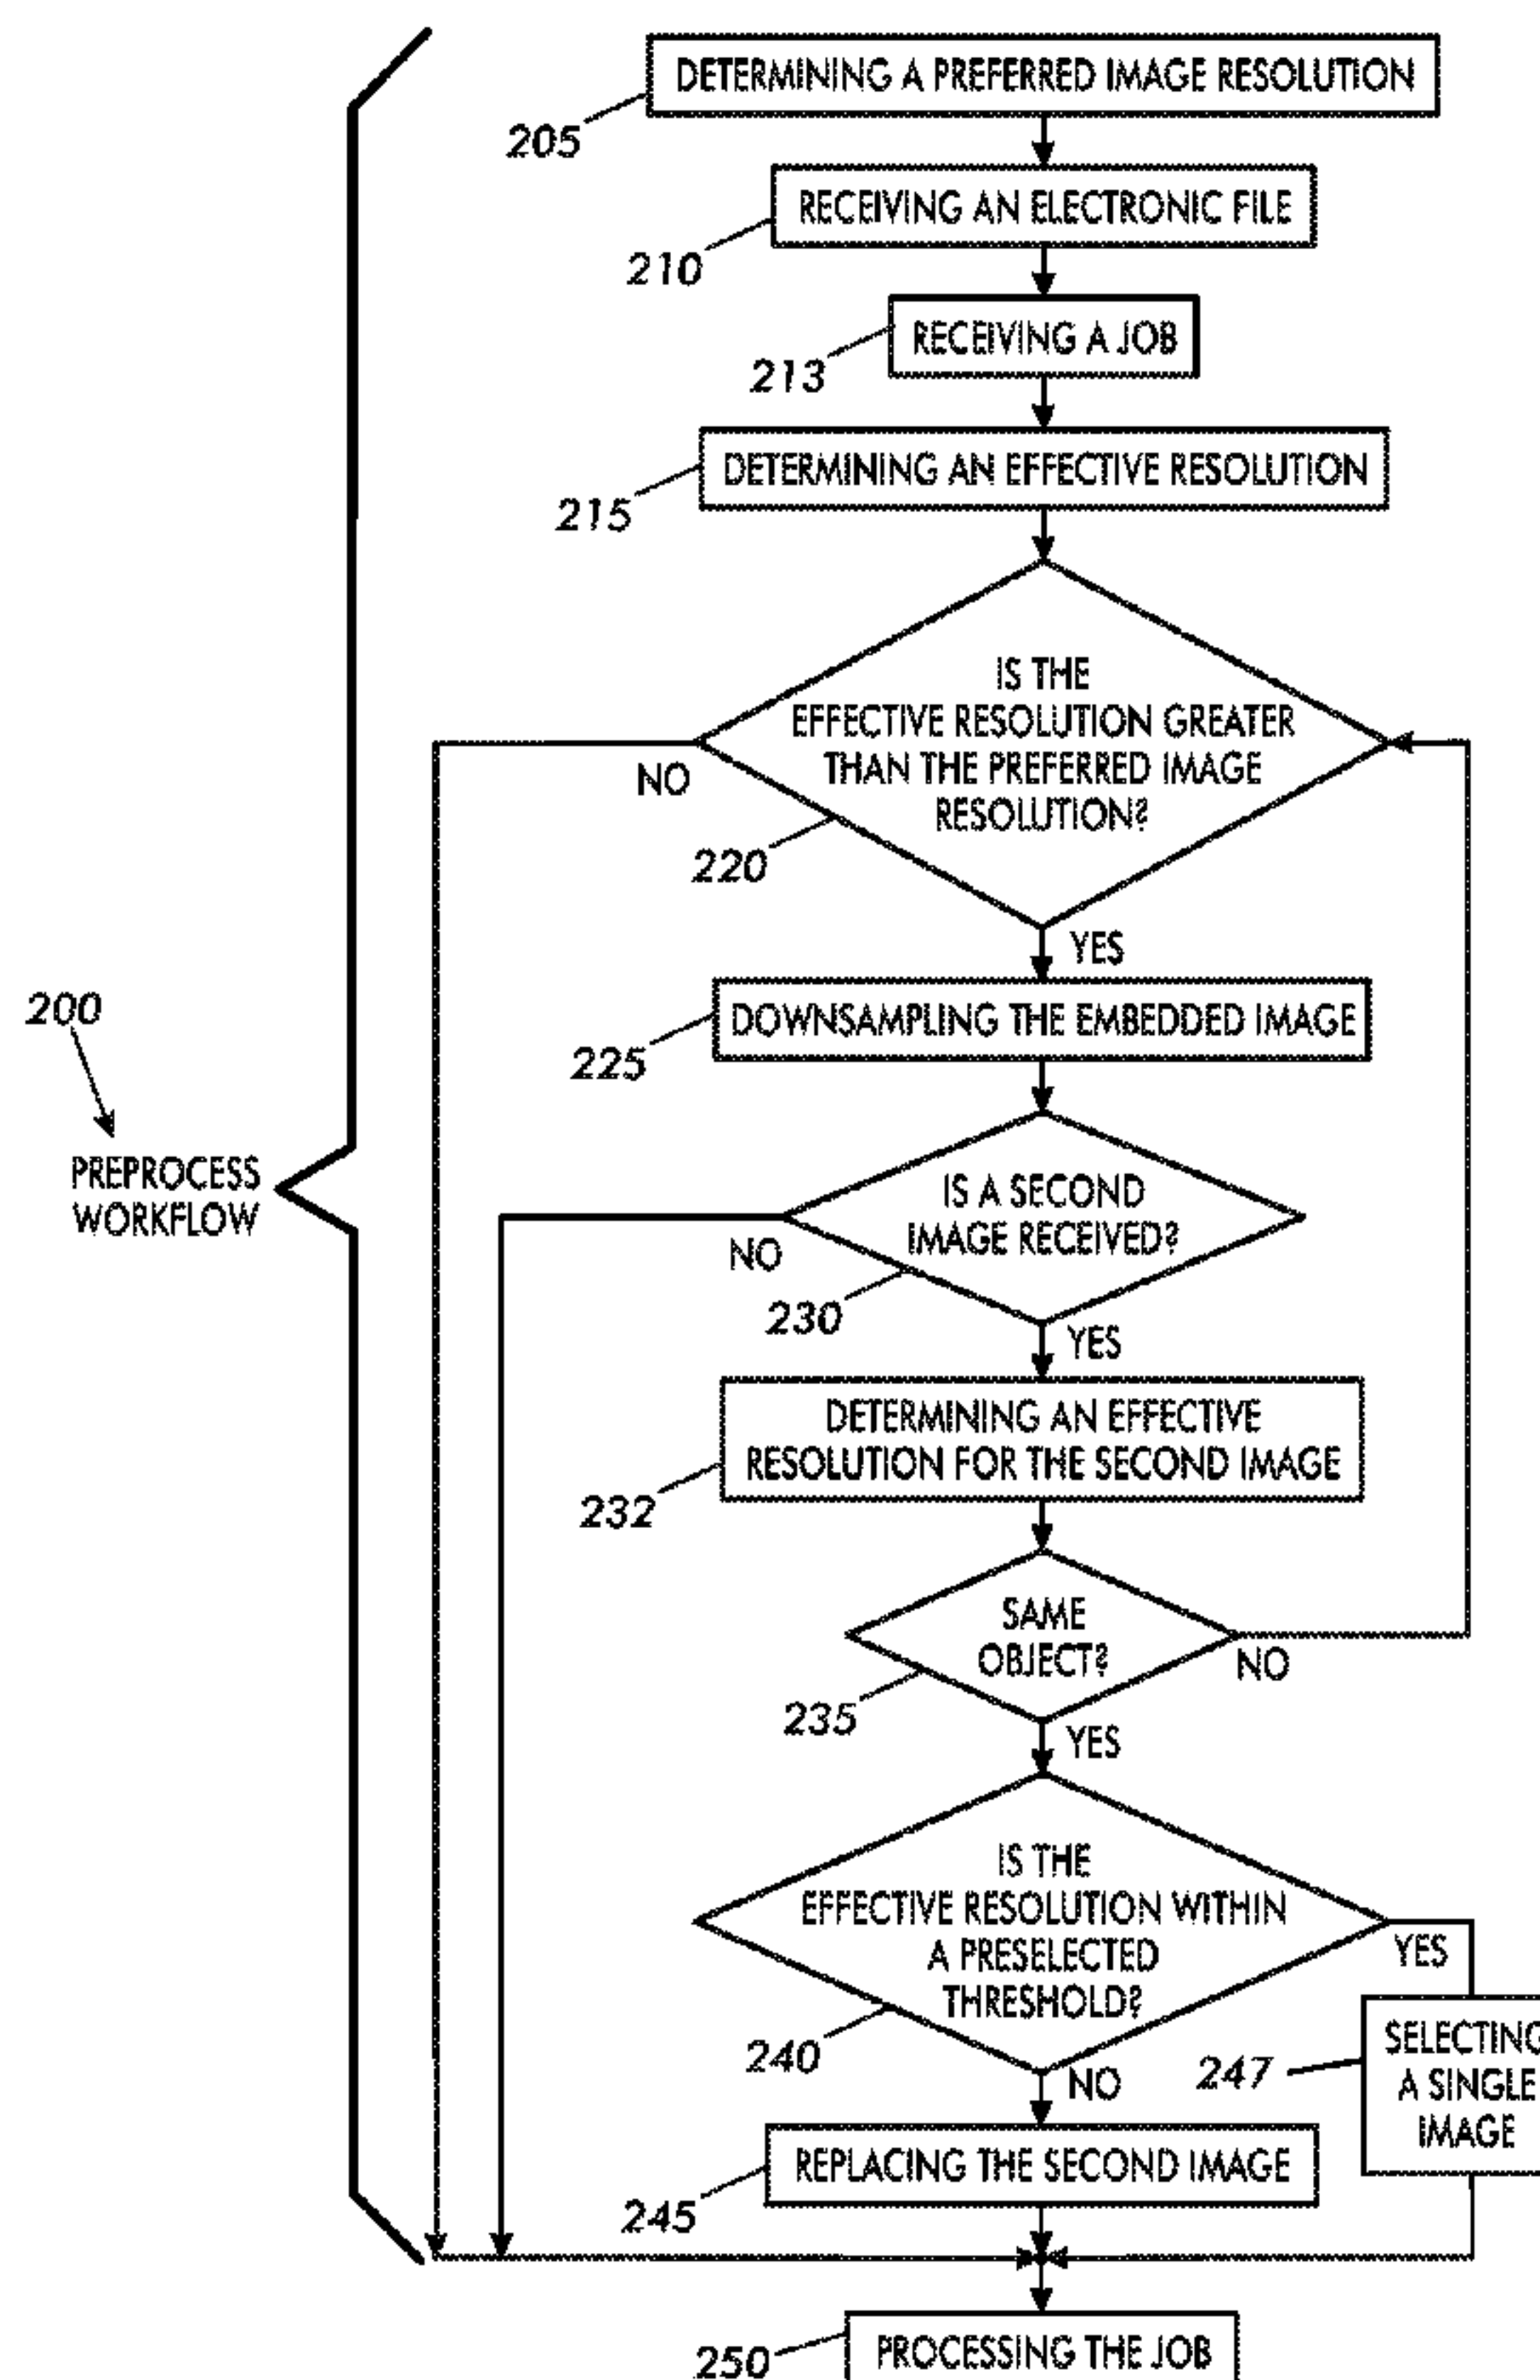 DETERMINING A PREFERRED IMAGE RESOLUTION
205
RECEIVING AN ELECTRONIC FILE
210
RECEIVING A JOB
213
DETERMINING AN EFFECTIVE RESOLUTION
215
IS THE
EFFECTIVE RESOLUTION GREATER
THAN THE PREFERRED IMAGE
RESOLUTION?
NO
220
YES
200
PREPROCESS
WORKFLOW
DOWNSAMPLING THE EMBEDDED IMAGE
225
IS A SECOND
IMAGE RECEIVED?
NO
230
YES
DETERMINING AN EFFECTIVE
RESOLUTION FOR THE SECOND IMAGE
232
SAME
OBJECT?
NO
235
YES
IS THE
EFFECTIVE RESOLUTION WITHIN
A PRESELECTED
THRESHOLD?
YES
240
NO
247
SELECTING
A SINGLE
IMAGE
REPLACING THE SECOND IMAGE
245
PROCESSING THE JOB
250